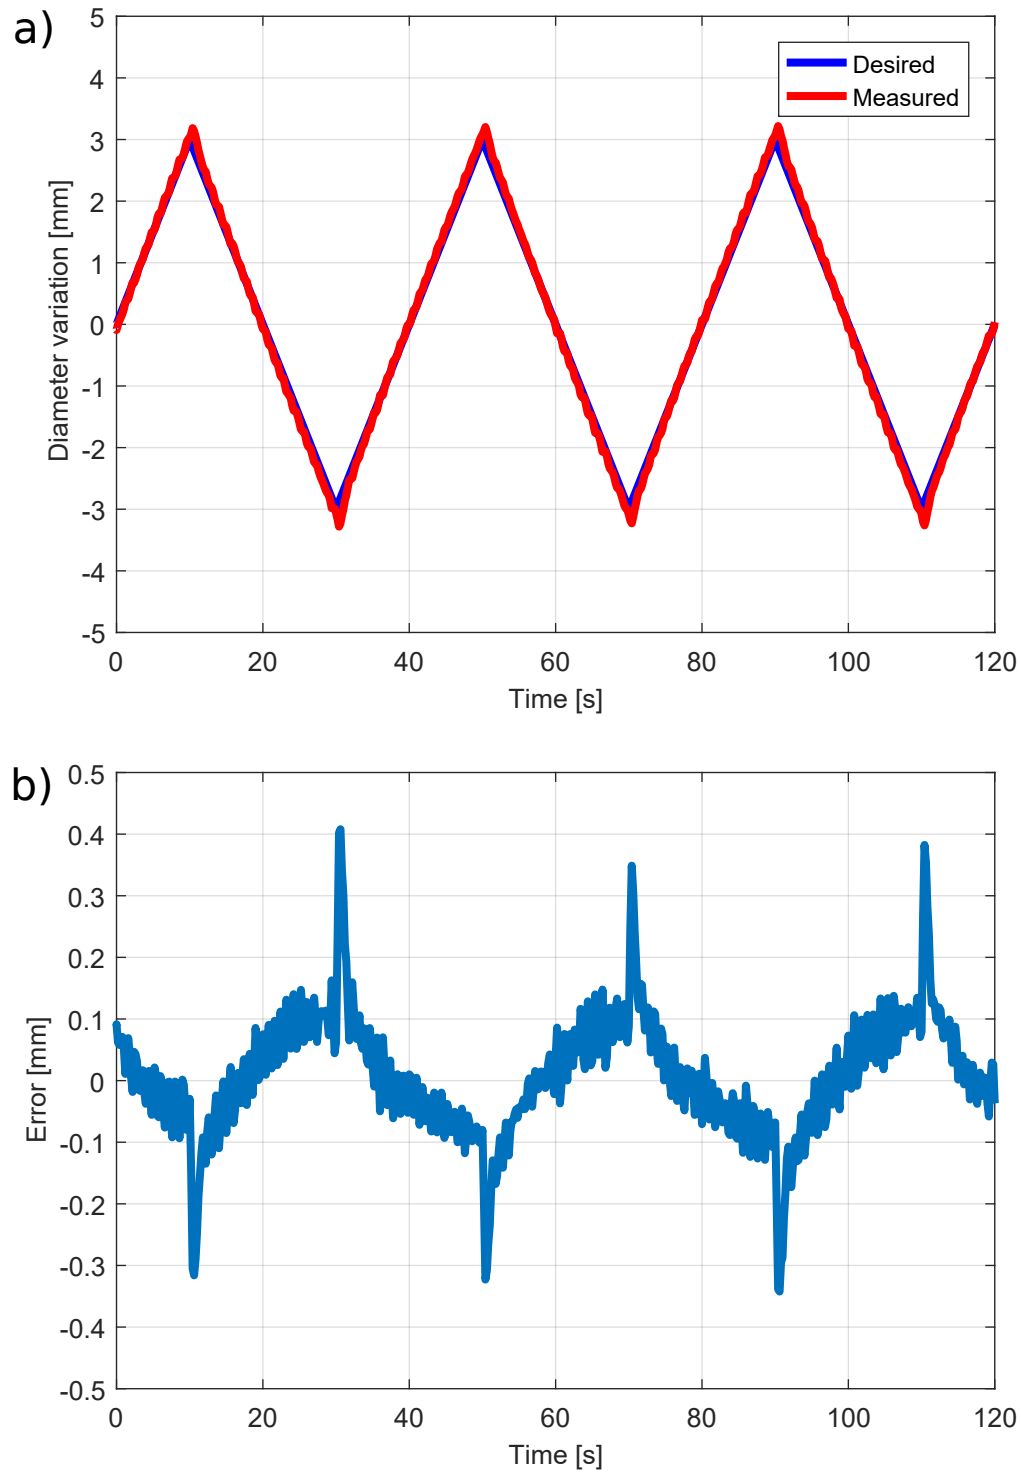 a)
5
4
3
2
1
0
-1
-2
-3
-4
-5
Diameter variation [mm]
Desired
Measured
0 20 40 60 80 100 120
Time [s]
b)
0.5
0.4
0.3
0.2
0.1
0
-0.1
-0.2
-0.3
-0.4
-0.5
Error [mm]
0 20 40 60 80 100 120
Time [s]